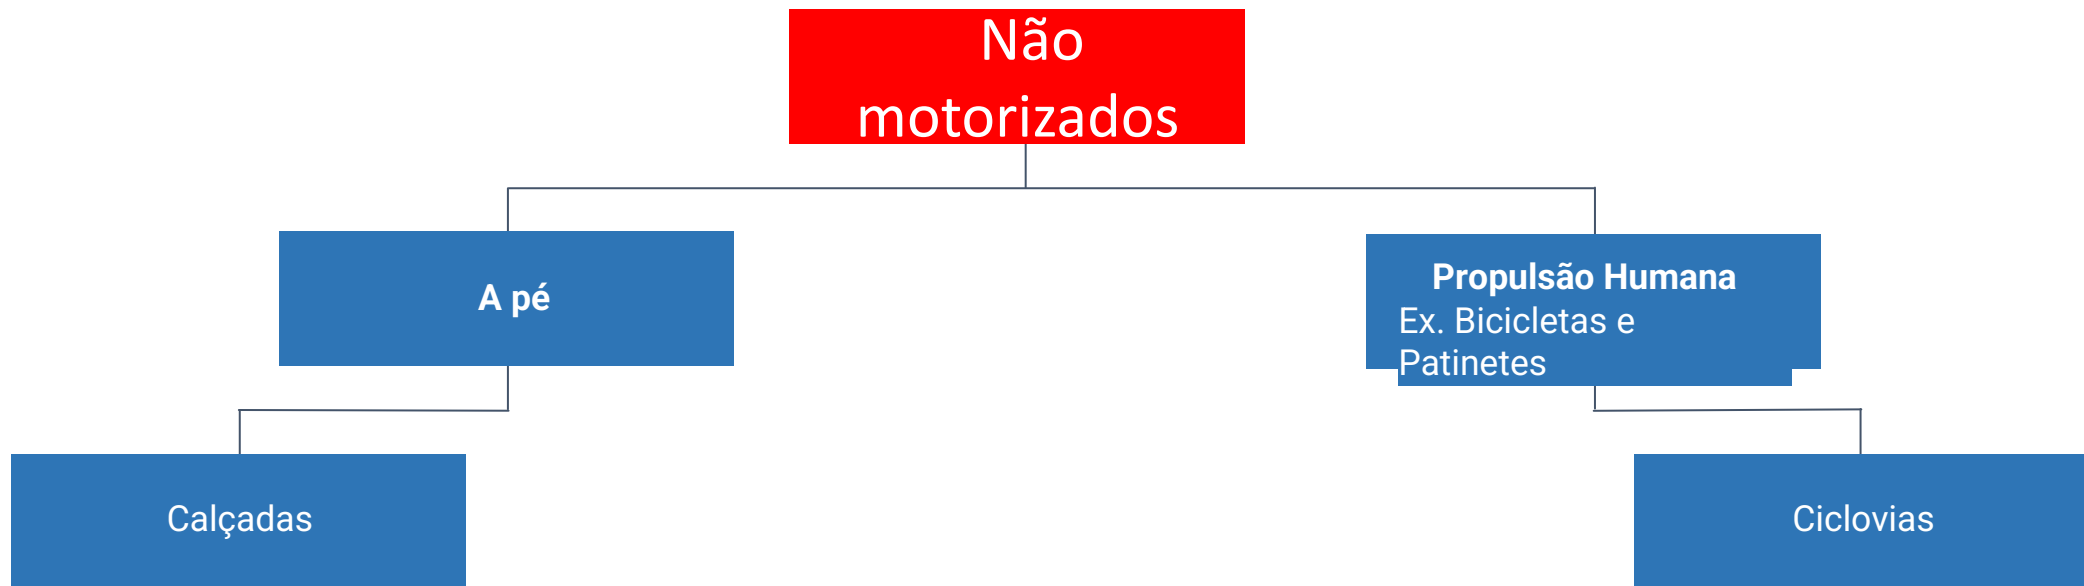 Não
motorizados
A pé
Propulsão Humana
Ex. Bicicletas e
Patinetes
Calçadas
Ciclovias